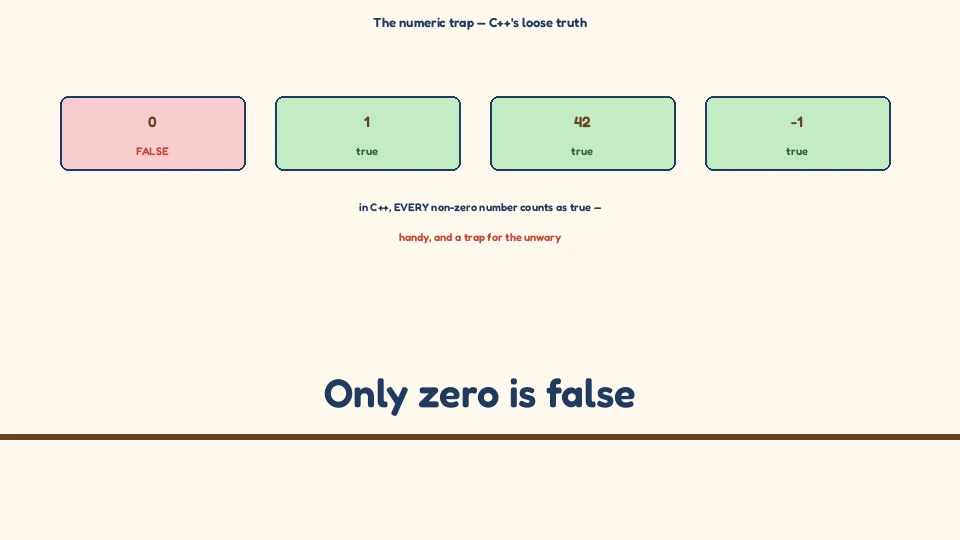 The numeric trap — C++'s loose truth
0 1 42 -1
FALSE true true true
in C++, EVERY non-zero number counts as true —
handy, and a trap for the unwary
Only zero is false